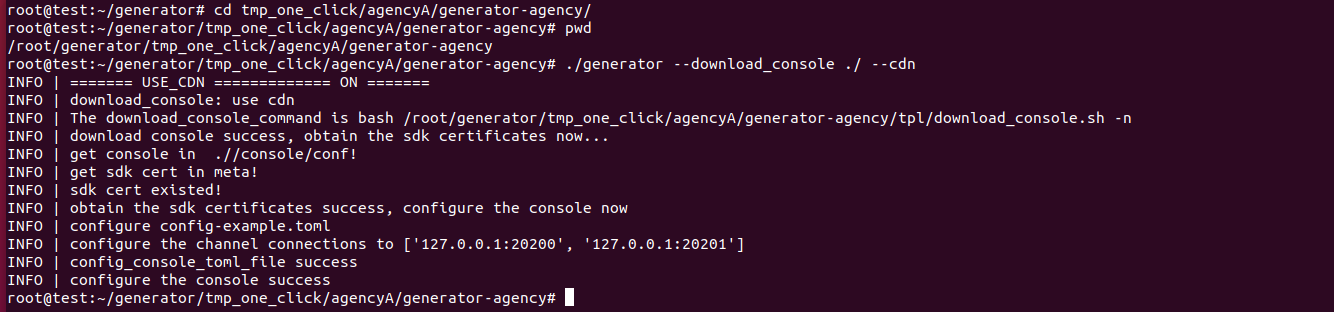 root@test:~/generator# cd tmp_one_click/agencyA/generator-agency/
root@test:~/generator/tmp_one_click/agencyA/generator-agency# pwd
/root/generator/tmp_one_click/agencyA/generator-agency
root@test:~/generator/tmp_one_click/agencyA/generator-agency# ./generator --download_console ./ --cdn
INFO | ======= USE_CDN ============= ON =======
INFO | download_console: use cdn
INFO | The download_console_command is bash /root/generator/tmp_one_click/agencyA/generator-agency/tpl/download_console.sh -n
INFO | download console success, obtain the sdk certificates now...
INFO | get console in  .//console/conf!
INFO | get sdk cert in meta!
INFO | sdk cert existed!
INFO | obtain the sdk certificates success, configure the console now
INFO | configure config-example.toml
INFO | configure the channel connections to ['127.0.0.1:20200', '127.0.0.1:20201']
INFO | config_console_toml_file success
INFO | configure the console success
root@test:~/generator/tmp_one_click/agencyA/generator-agency#